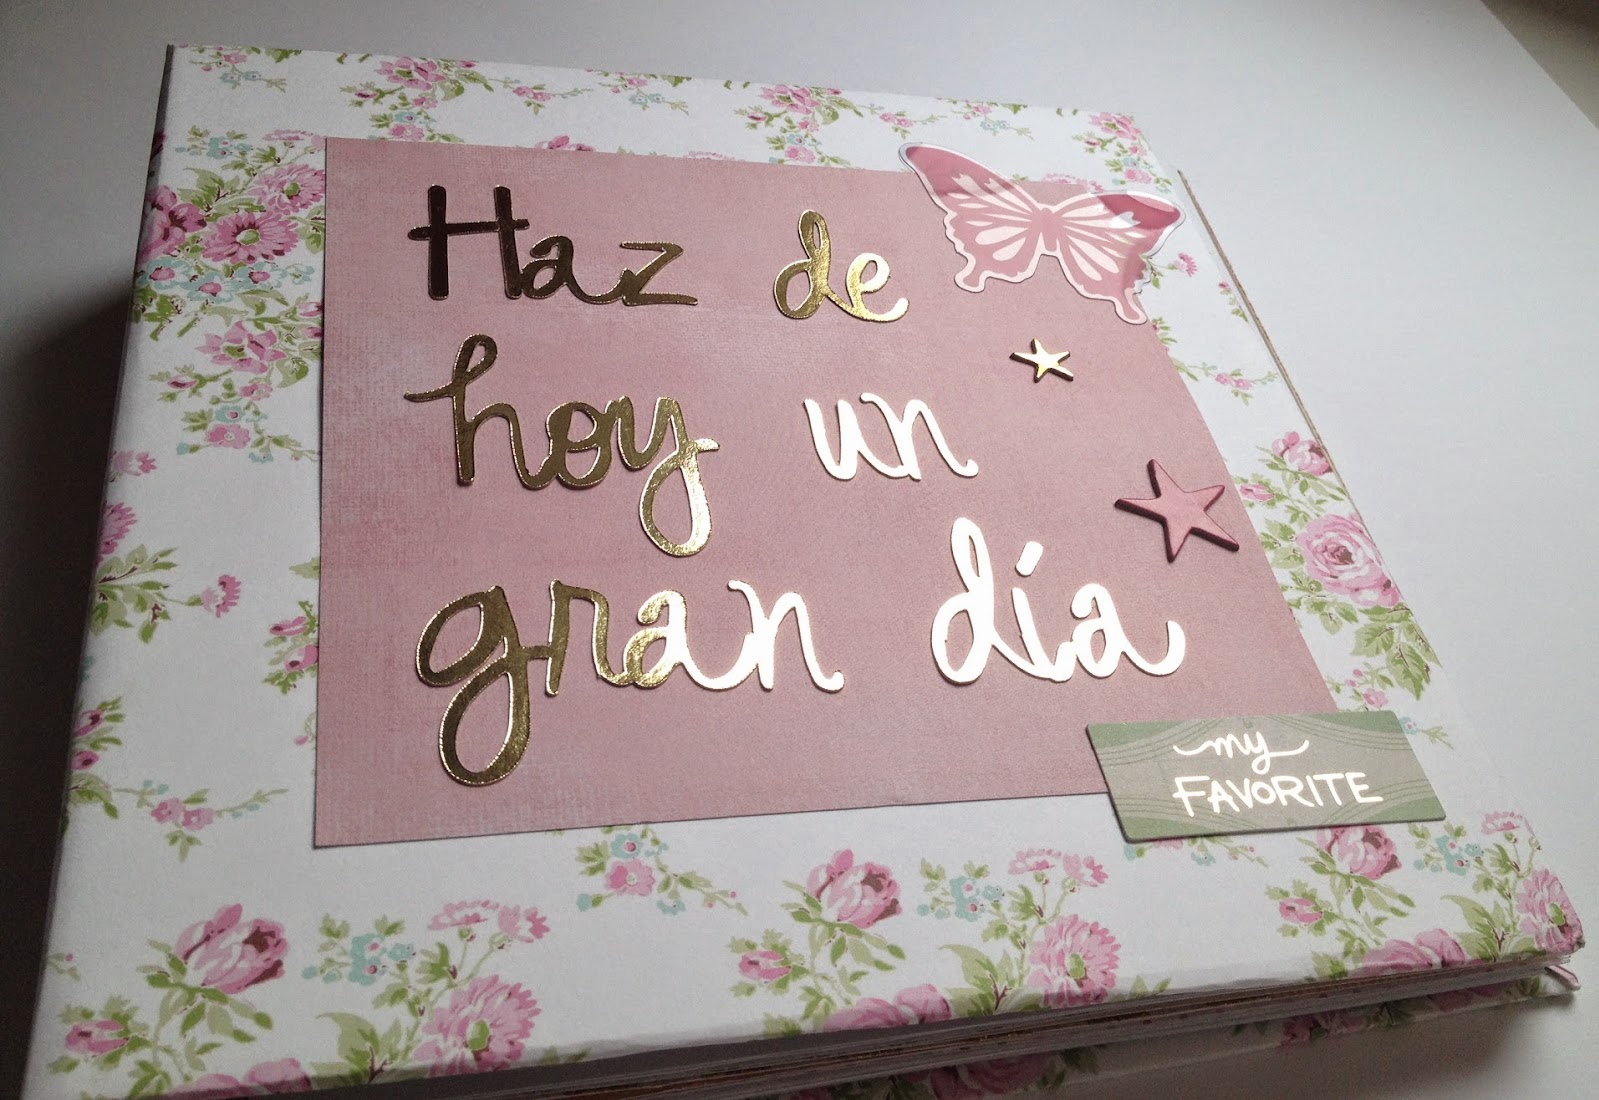 Haz de
hoy un
gran día
my
FAVORITE